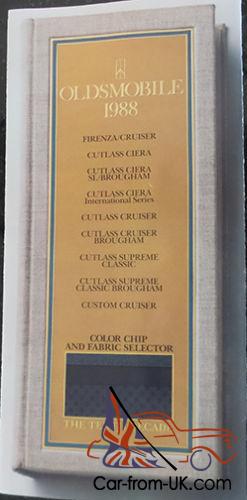 OLDSMOBILE
1988
FIRENZA/CRUISER
CUTLASS CIERA
CUTLASS CIERA
SL/BROUGHAM
CUTLASS CIERA
International Series
CUTLASS CRUISER
CUTLASS CRUISER
BROUGHAM
CUTLASS SUPREME
CLASSIC
CUTLASS SUPREME
CLASSIC BROUGHAM
CUSTOM CRUISER
COLOR CHIP
AND FABRIC SELECTOR
THE
Car-from-UK.com